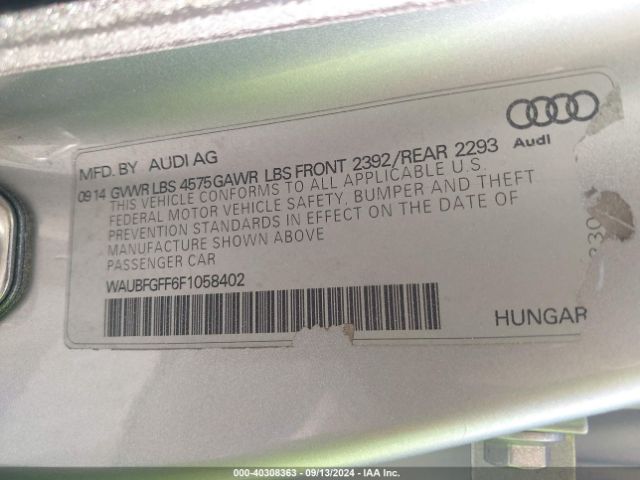 Audi
MFD. BY AUDI AG
09 14 GVWR LBS 4575 GAWR LBS FRONT 2392/REAR 2293
THIS VEHICLE CONFORMS TO ALL APPLICABLE U.S.
FEDERAL MOTOR VEHICLE SAFETY, BUMPER AND THEFT
PREVENTION STANDARDS IN EFFECT ON THE DATE OF
MANUFACTURE SHOWN ABOVE
PASSENGER CAR
WAUBFGFF6F1058402
HUNGAR
000-40308363 - 09/13/2024 - IAA Inc.